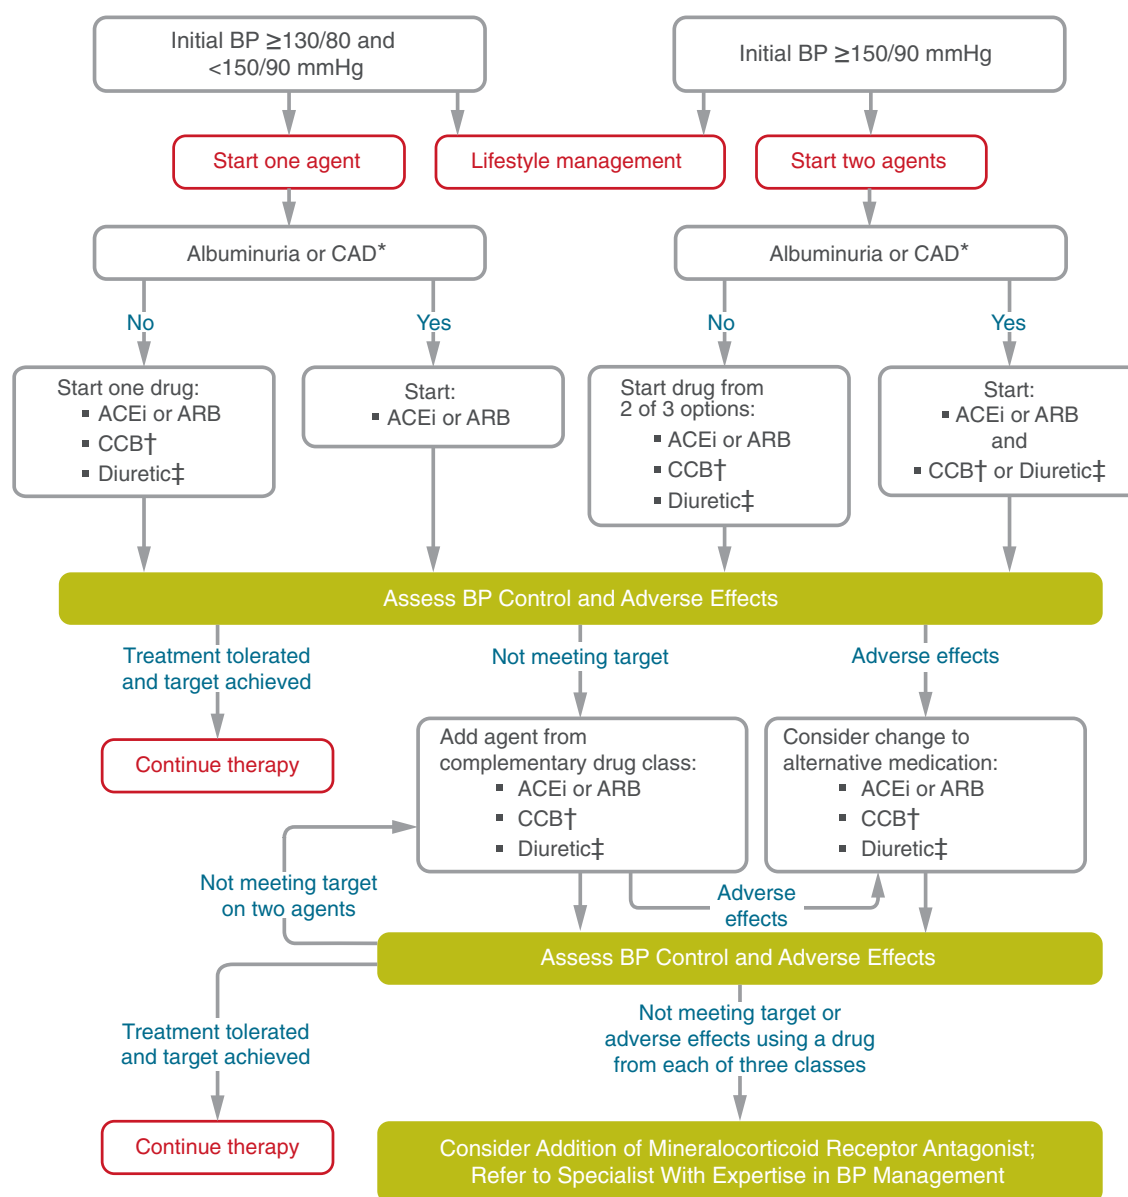 Initial BP ≥130/80 and
<150/90 mmHg
Initial BP ≥150/90 mmHg
Start one agent
Lifestyle management
Start two agents
Albuminuria or CAD*
Albuminuria or CAD*
No
Yes
No
Yes
Start one drug:
▪ ACEi or ARB
▪ CCB†
▪ Diuretic‡
Start:
▪ ACEi or ARB
Start drug from
2 of 3 options:
▪ ACEi or ARB
▪ CCB†
▪ Diuretic‡
Start:
▪ ACEi or ARB
and
▪ CCB† or Diuretic‡
Assess BP Control and Adverse Effects
Treatment tolerated
and target achieved
Not meeting target
Adverse effects
Continue therapy
Add agent from
complementary drug class:
▪ ACEi or ARB
▪ CCB†
▪ Diuretic‡
Consider change to
alternative medication:
▪ ACEi or ARB
▪ CCB†
▪ Diuretic‡
Not meeting target
on two agents
Adverse
effects
Assess BP Control and Adverse Effects
Treatment tolerated
and target achieved
Not meeting target or
adverse effects using a drug
from each of three classes
Continue therapy
Consider Addition of Mineralocorticoid Receptor Antagonist;
Refer to Specialist With Expertise in BP Management